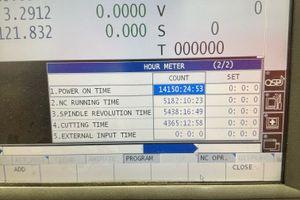 3.2912 0.0000 V 0
121.832 0.000 S 0
T 000000
HOUR METER (2/2)
COUNT SET
1.POWER ON TIME 14150:24:53 0: 0: 0
2.NC RUNNING TIME 5182:10:23 0: 0: 0
3.SPINDLE REVOLUTION TIME 5438:16:49 0: 0: 0
4.CUTTING TIME 4365:12:58 0: 0: 0
5.EXTERNAL INPUT TIME 0: 0: 0 0: 0: 0
OSP
PROGRAM NC OPR.
ADD CLOSE